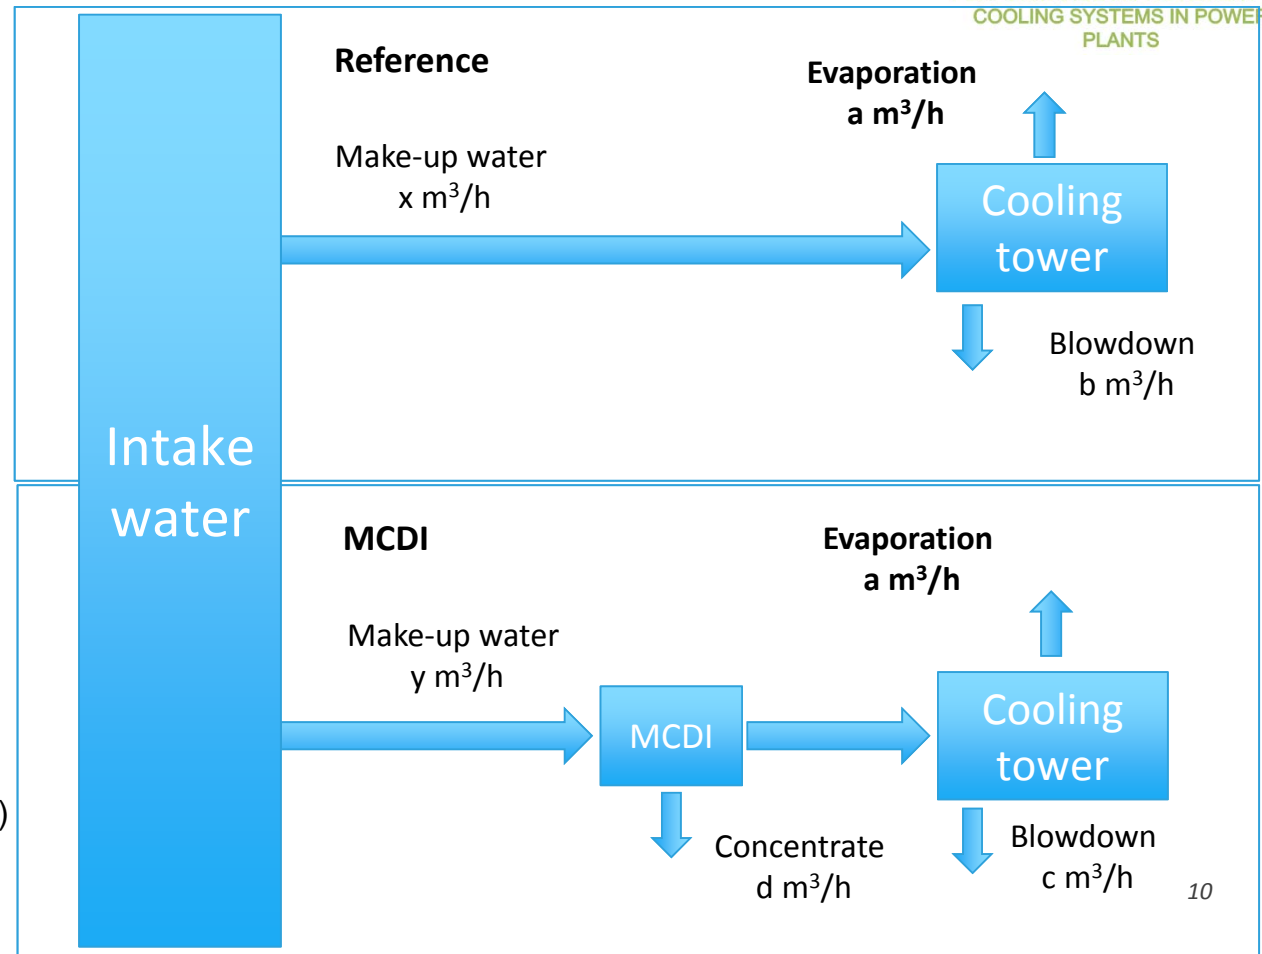 COOLING SYSTEMS IN POWER
PLANTS
Reference
Evaporation
a m³/h
Make-up water
x m³/h
Cooling
tower
Blowdown
b m³/h
Intake
water
MCDI
Evaporation
a m³/h
Make-up water
y m³/h
MCDI
Cooling
tower
)
Concentrate
d m³/h
Blowdown
c m³/h
10